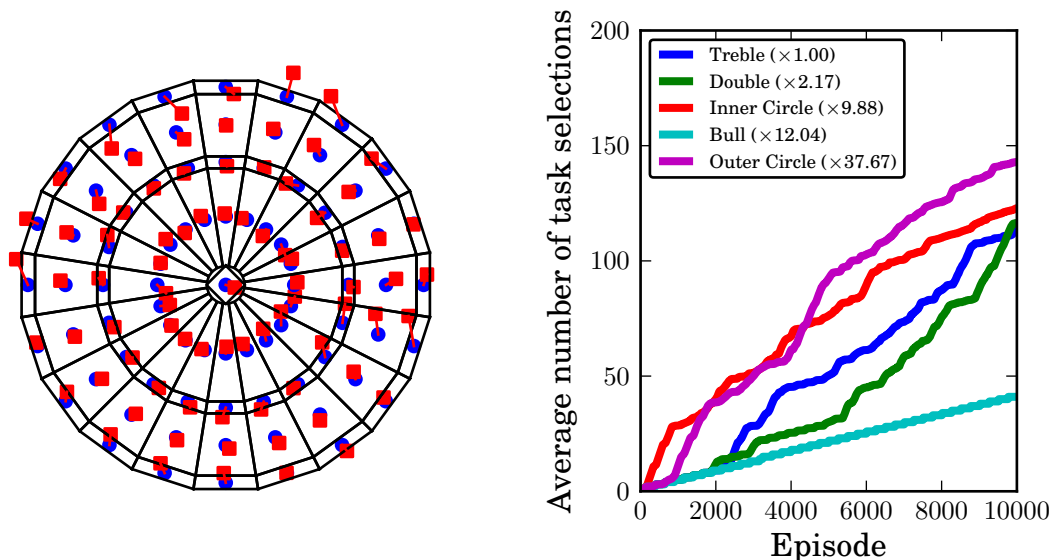 200
150
100
50
0
Average number of task selections
Treble (×1.00)
Double (×2.17)
Inner Circle (×9.88)
Bull (×12.04)
Outer Circle (×37.67)
0 2000 4000 6000 8000 10000
Episode